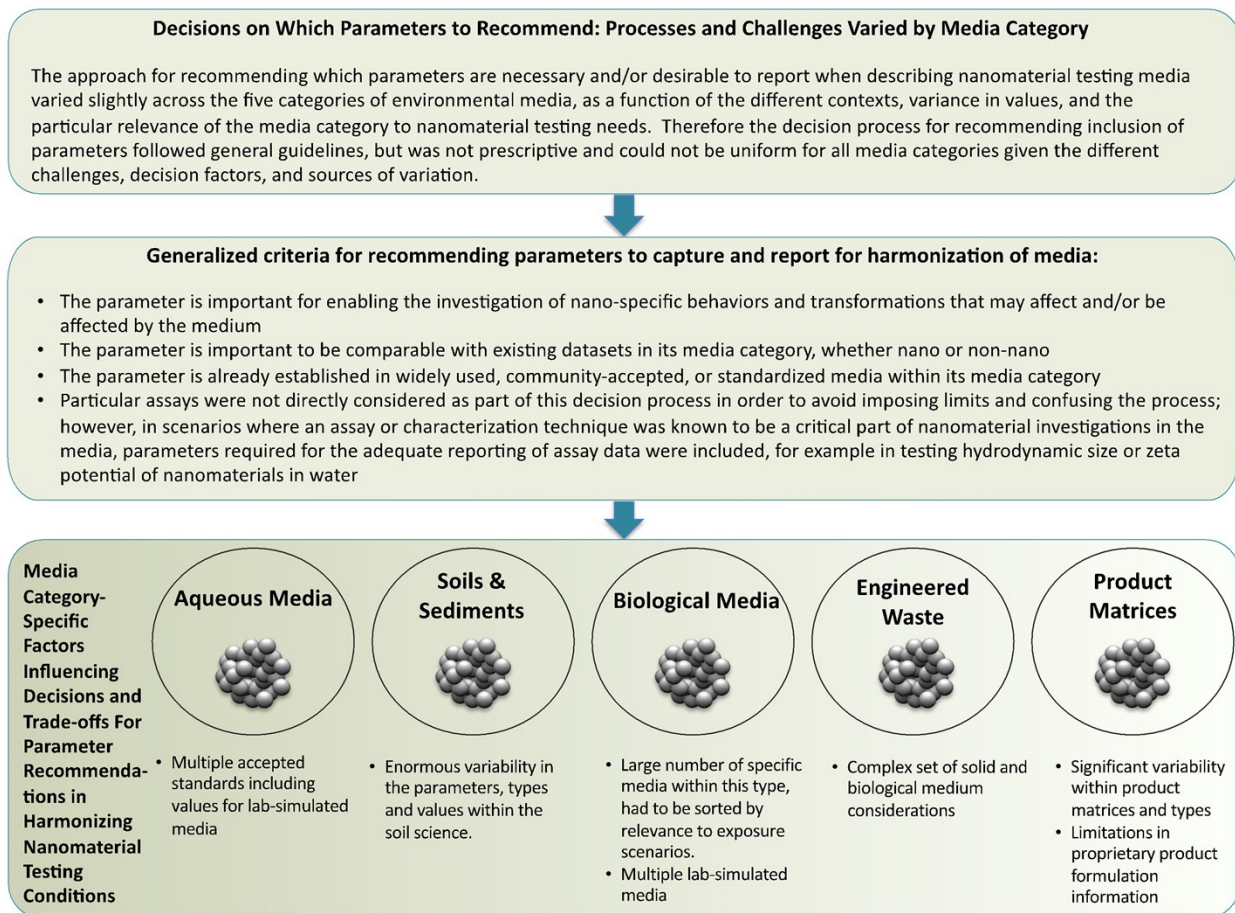 Decisions on Which Parameters to Recommend: Processes and Challenges Varied by Media Category
The approach for recommending which parameters are necessary and/or desirable to report when describing nanomaterial testing media
varied slightly across the five categories of environmental media, as a function of the different contexts, variance in values, and the
particular relevance of the media category to nanomaterial testing needs. Therefore the decision process for recommending inclusion of
parameters followed general guidelines, but was not prescriptive and could not be uniform for all media categories given the different
challenges, decision factors, and sources of variation.
Generalized criteria for recommending parameters to capture and report for harmonization of media:
• The parameter is important for enabling the investigation of nano-specific behaviors and transformations that may affect and/or be
affected by the medium
• The parameter is important to be comparable with existing datasets in its media category, whether nano or non-nano
• The parameter is already established in widely used, community-accepted, or standardized media within its media category
• Particular assays were not directly considered as part of this decision process in order to avoid imposing limits and confusing the process;
however, in scenarios where an assay or characterization technique was known to be a critical part of nanomaterial investigations in the
media, parameters required for the adequate reporting of assay data were included, for example in testing hydrodynamic size or zeta
potential of nanomaterials in water
Media
Category-
Specific
Factors
Influencing
Decisions and
Trade-offs For
Parameter
Recommenda-
tions in
Harmonizing
Nanomaterial
Testing
Conditions
Aqueous Media
• Multiple accepted
standards including
values for lab-simulated
media
Soils &
Sediments
• Enormous variability in
the parameters, types
and values within the
soil science.
Biological Media
• Large number of specific
media within this type,
had to be sorted by
relevance to exposure
scenarios.
• Multiple lab-simulated
media
Engineered
Waste
• Complex set of solid and
biological medium
considerations
Product
Matrices
• Significant variability
within product
matrices and types
• Limitations in
proprietary product
formulation
information